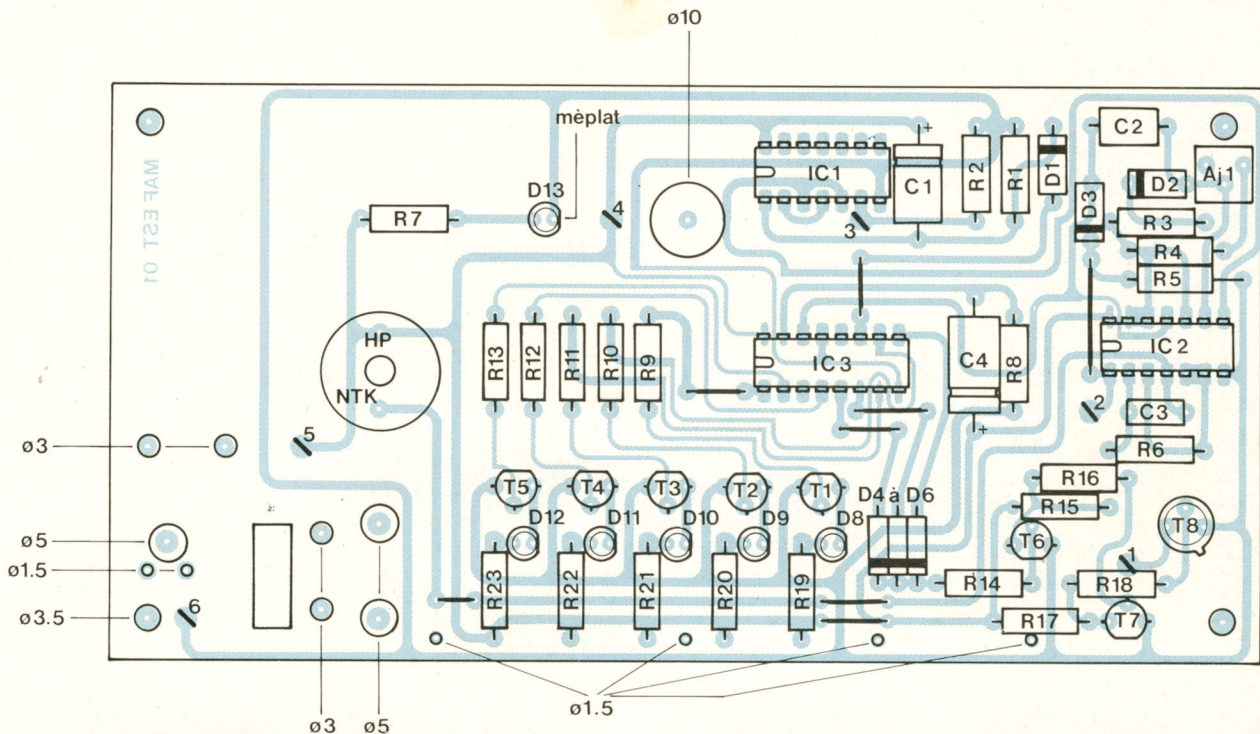 ø10
mèplat
D13
R7
4
IC1
C1
+
R2
R1
D1
C2
D2
Aj1
D3
R3
R4
R5
3
NAFEST 01
HP
NTK
R13
R12
R11
R10
R9
IC3
C4
+
R8
IC2
2
C3
R6
R16
R15
ø3
5
T5
T4
T3
T2
T1
D4 à D6
D12
D11
D10
D9
D8
T6
T8
1
ø5
ø1.5
ø3.5
6
R23
R22
R21
R20
R19
R14
R18
R17
T7
ø3
ø5
ø1.5